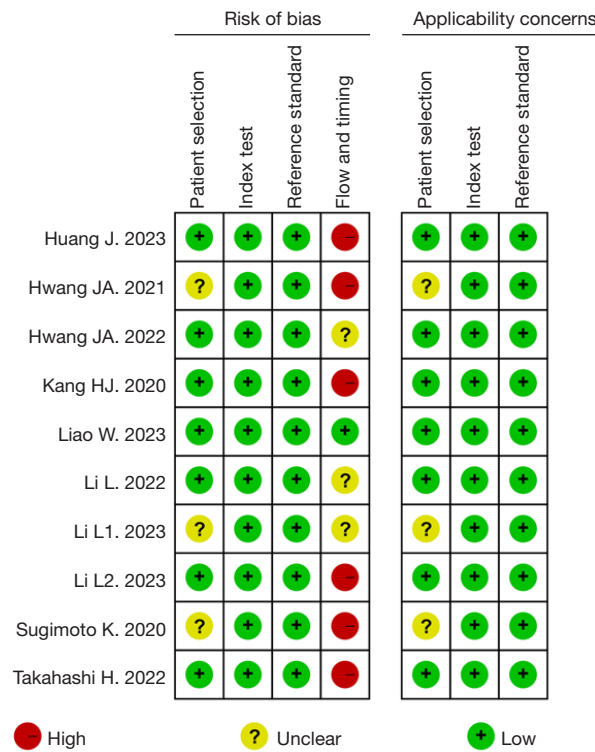 Risk of bias
Applicability concerns
Patient selection
Index test
Reference standard
Flow and timing
Patient selection
Index test
Reference standard
Huang J. 2023 + + + – + + +
Hwang JA. 2021 ? + + – ? + +
Hwang JA. 2022 + + + ? + + +
Kang HJ. 2020 + + + – + + +
Liao W. 2023 + + + + + + +
Li L. 2022 + + + ? + + +
Li L1. 2023 ? + + ? ? + +
Li L2. 2023 + + + – + + +
Sugimoto K. 2020 ? + + – ? + +
Takahashi H. 2022 + + + – + + +
– High ? Unclear + Low